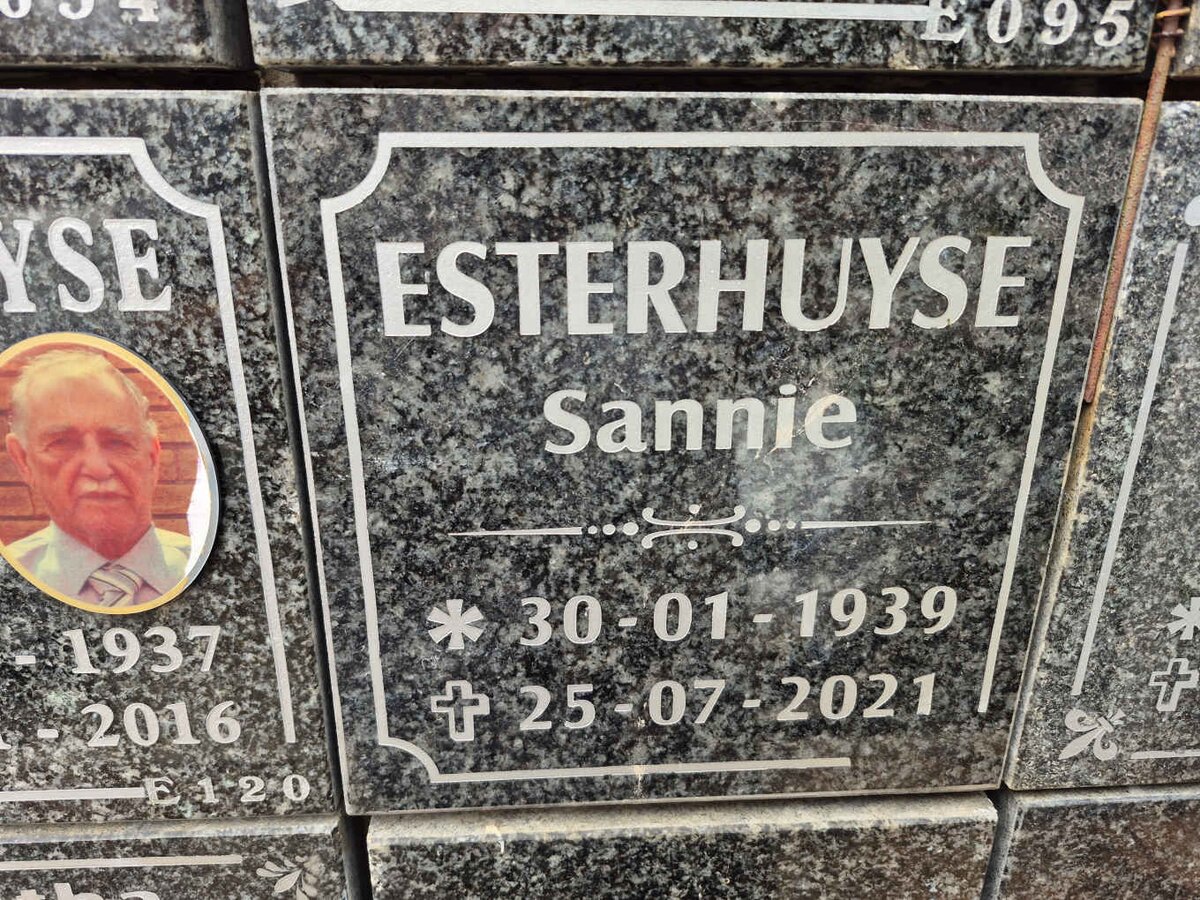 E095
ESTERHUYSE
Sannie
30-01-1939
25-07-2021
YSE
- 1937
- 2016
E120